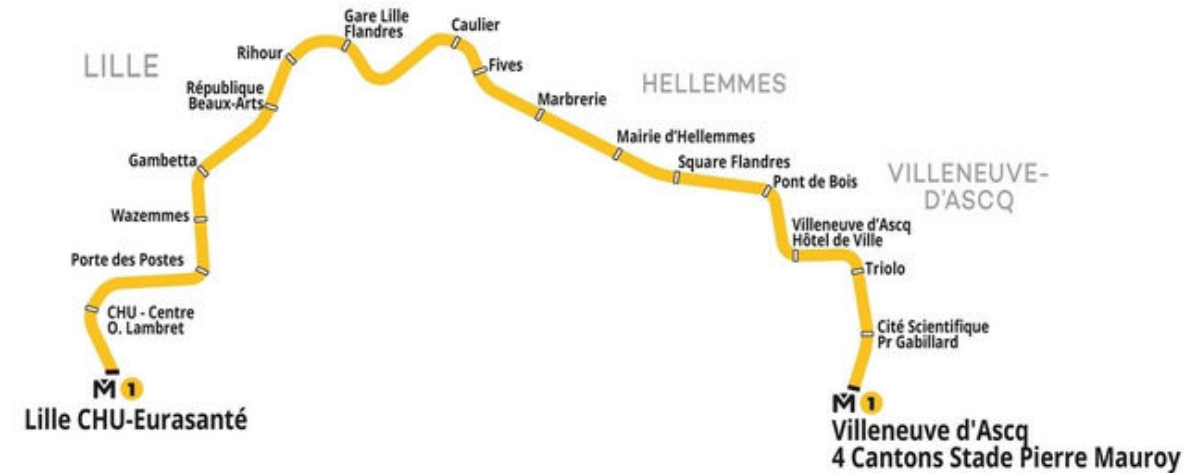 Gare Lille
Flandres
Caulier
Rihour
LILLE
Fives
HELLEMMES
République
Beaux-Arts
Marbrerie
Mairie d'Hellemmes
Gambetta
Square Flandres
Pont de Bois
VILLENEUVE-
D'ASCQ
Wazemmes
Villeneuve d'Ascq
Hôtel de Ville
Porte des Postes
Triolo
CHU - Centre
O. Lambret
Cité Scientifique
Pr Gabillard
M 1
Lille CHU-Eurasanté
M 1
Villeneuve d'Ascq
4 Cantons Stade Pierre Mauroy